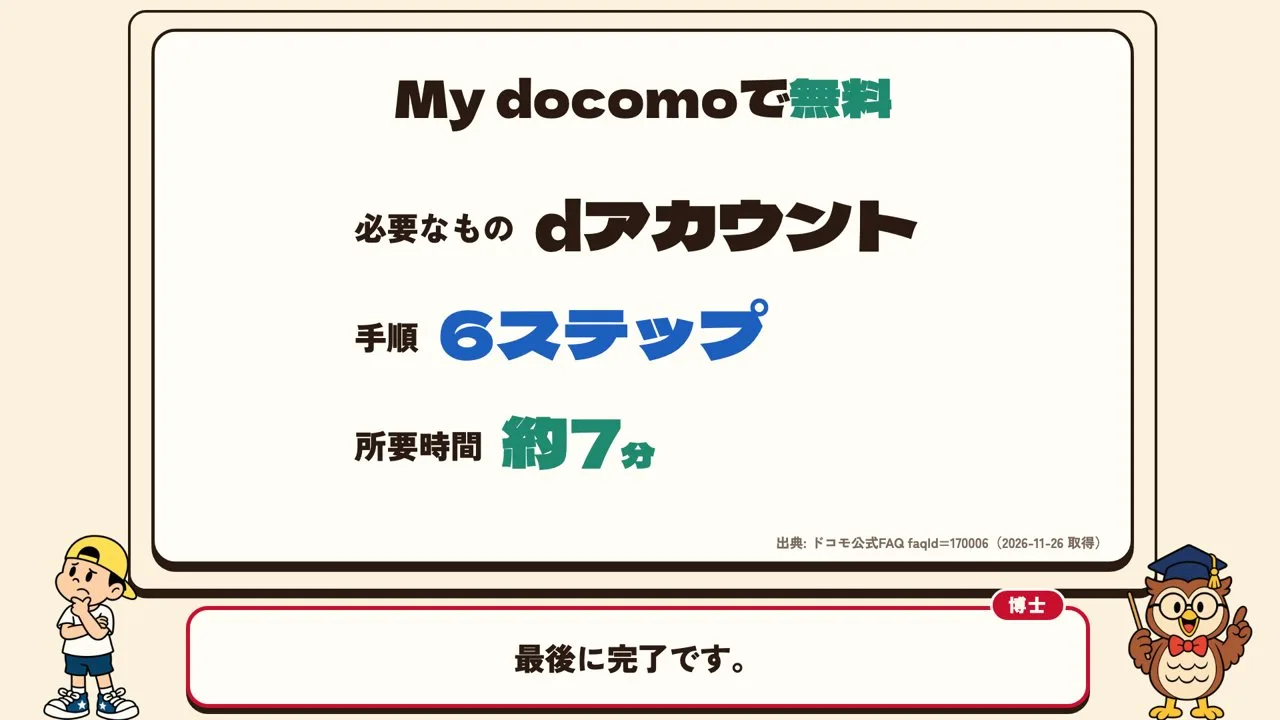 My docomoで無料
必要なもの dアカウント
手順 6ステップ
所要時間 約7分
出典: ドコモ公式FAQ faqId=170006（2026-11-26 取得）
博士
最後に完了です。